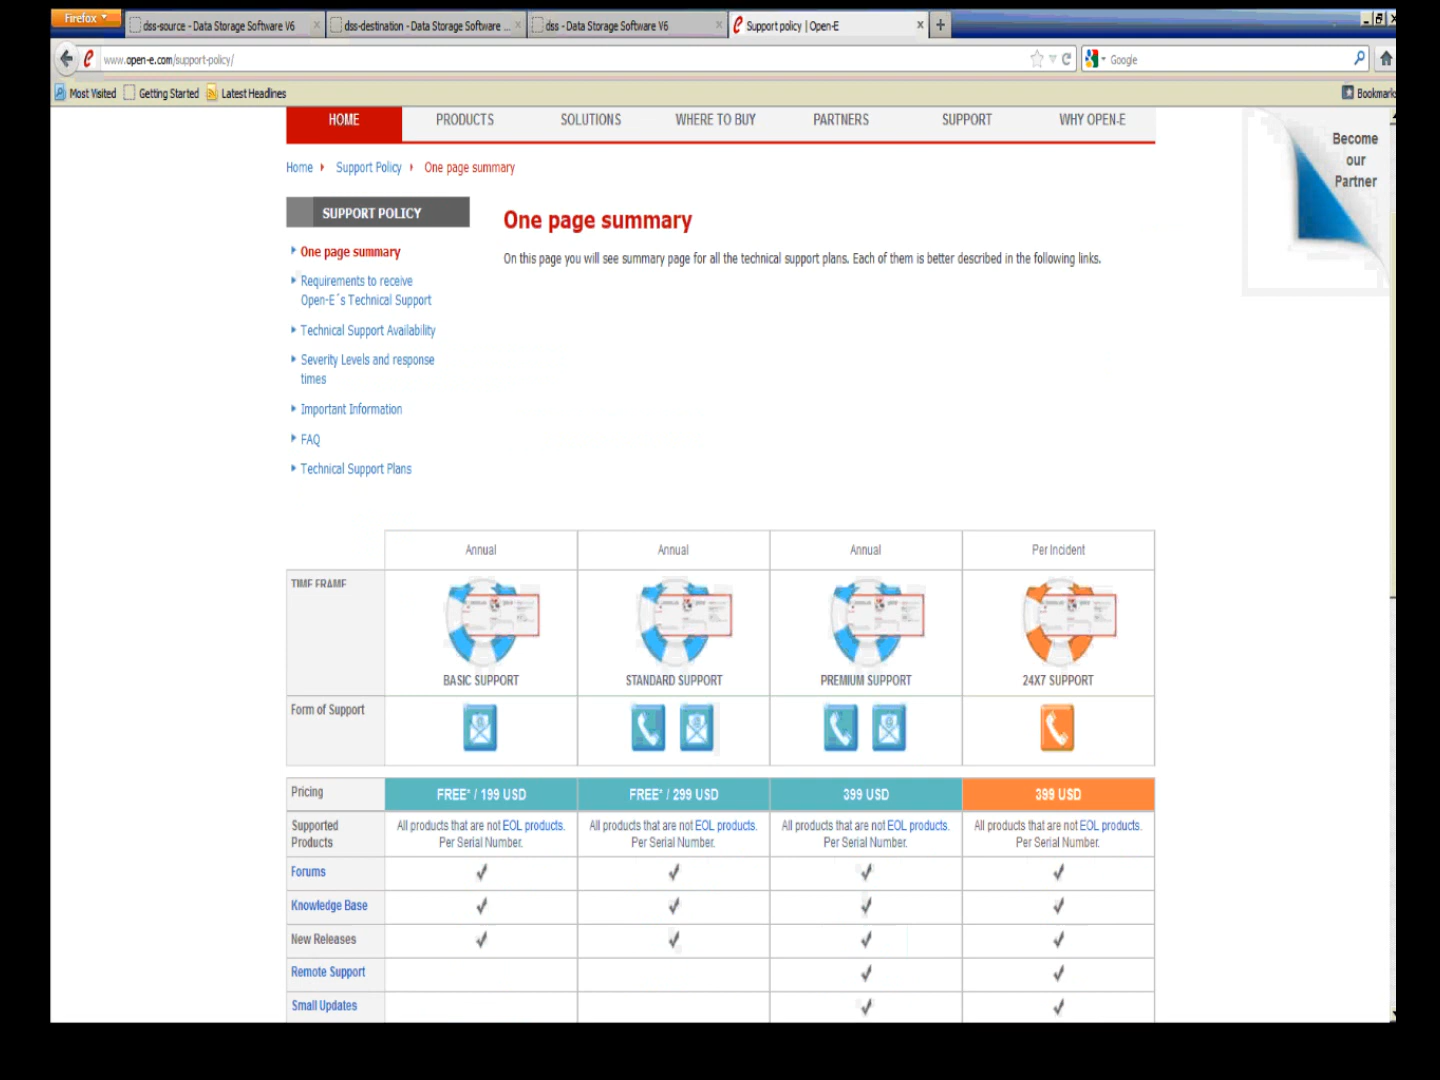 Firefox
dss-source - Data Storage Software V6
dss-destination - Data Storage Software ...
dss - Data Storage Software V6
Support policy | Open-E
www.open-e.com/support-policy/
Google
Most Visited
Getting Started
Latest Headlines
Bookmark
HOME
PRODUCTS
SOLUTIONS
WHERE TO BUY
PARTNERS
SUPPORT
WHY OPEN-E
Become
our
Partner
Home
Support Policy
One page summary
SUPPORT POLICY
One page summary
Requirements to receive
Open-E´s Technical Support
Technical Support Availability
Severity Levels and response
times
Important Information
FAQ
Technical Support Plans
One page summary
On this page you will see summary page for all the technical support plans. Each of them is better described in the following links.
Annual
Annual
Annual
Per Incident
TIME FRAME
BASIC SUPPORT
STANDARD SUPPORT
PREMIUM SUPPORT
24X7 SUPPORT
Form of Support
Pricing
FREE* / 199 USD
FREE* / 299 USD
399 USD
399 USD
Supported
Products
All products that are not EOL products.
Per Serial Number.
All products that are not EOL products.
Per Serial Number.
All products that are not EOL products.
Per Serial Number.
All products that are not EOL products.
Per Serial Number.
Forums
Knowledge Base
New Releases
Remote Support
Small Updates